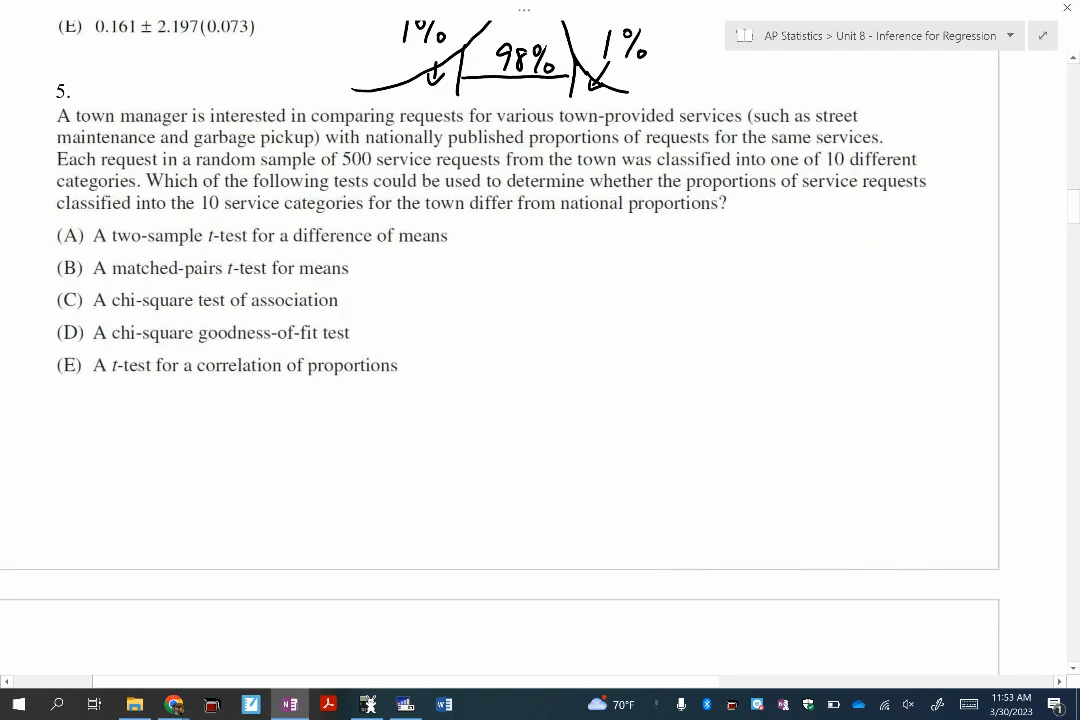 (E) 0.161 ± 2.197(0.073)
1%
98%
1%
AP Statistics > Unit 8 - Inference for Regression
5.
A town manager is interested in comparing requests for various town-provided services (such as street
maintenance and garbage pickup) with nationally published proportions of requests for the same services.
Each request in a random sample of 500 service requests from the town was classified into one of 10 different
categories. Which of the following tests could be used to determine whether the proportions of service requests
classified into the 10 service categories for the town differ from national proportions?
(A) A two-sample t-test for a difference of means
(B) A matched-pairs t-test for means
(C) A chi-square test of association
(D) A chi-square goodness-of-fit test
(E) A t-test for a correlation of proportions
70°F
11:53 AM
3/30/2023